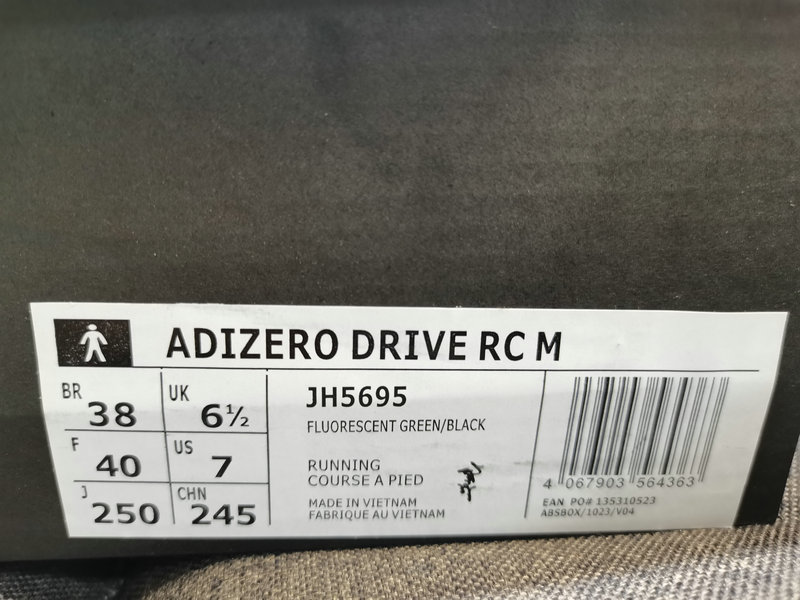 ADIZERO DRIVE RC M
BR 38
UK 6½
F 40
US 7
J 250
CHN 245
JH5695
FLUORESCENT GREEN/BLACK
RUNNING
COURSE A PIED
MADE IN VIETNAM
FABRIQUE AU VIETNAM
4 067903 564363
EAN PO# 135310523
ABSBOX/1023/V04